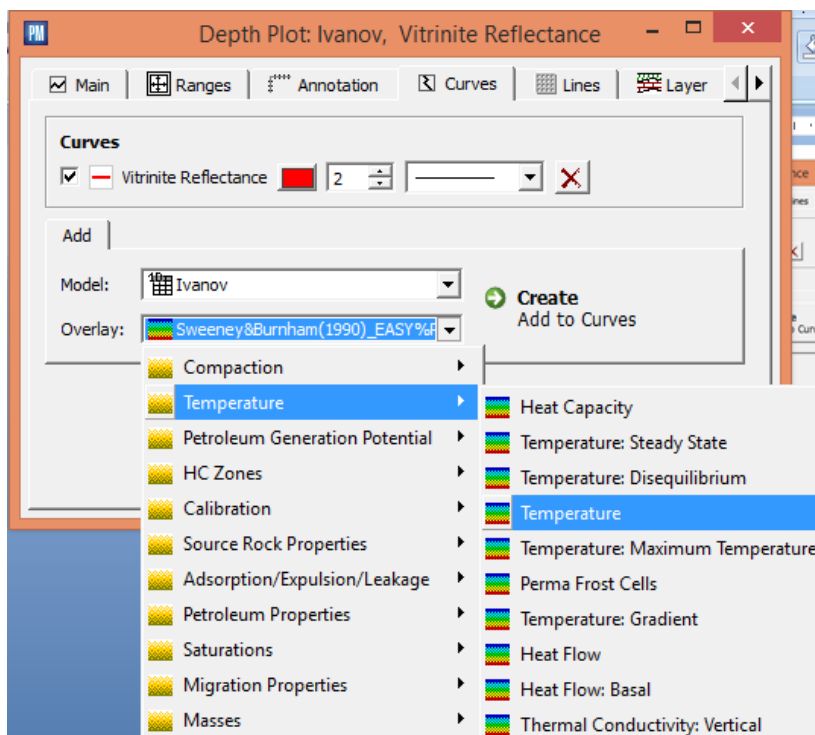 PM Depth Plot: Ivanov, Vitrinite Reflectance
Main Ranges Annotation Curves Lines Layer
Curves
Vitrinite Reflectance 2
Add
Model: Ivanov
Create
Add to Curves
Overlay: Sweeney&Burnham(1990)_EASY%
Compaction
Temperature
Petroleum Generation Potential
HC Zones
Calibration
Source Rock Properties
Adsorption/Expulsion/Leakage
Petroleum Properties
Saturations
Migration Properties
Masses
Heat Capacity
Temperature: Steady State
Temperature: Disequilibrium
Temperature
Temperature: Maximum Temperature
Perma Frost Cells
Temperature: Gradient
Heat Flow
Heat Flow: Basal
Thermal Conductivity: Vertical